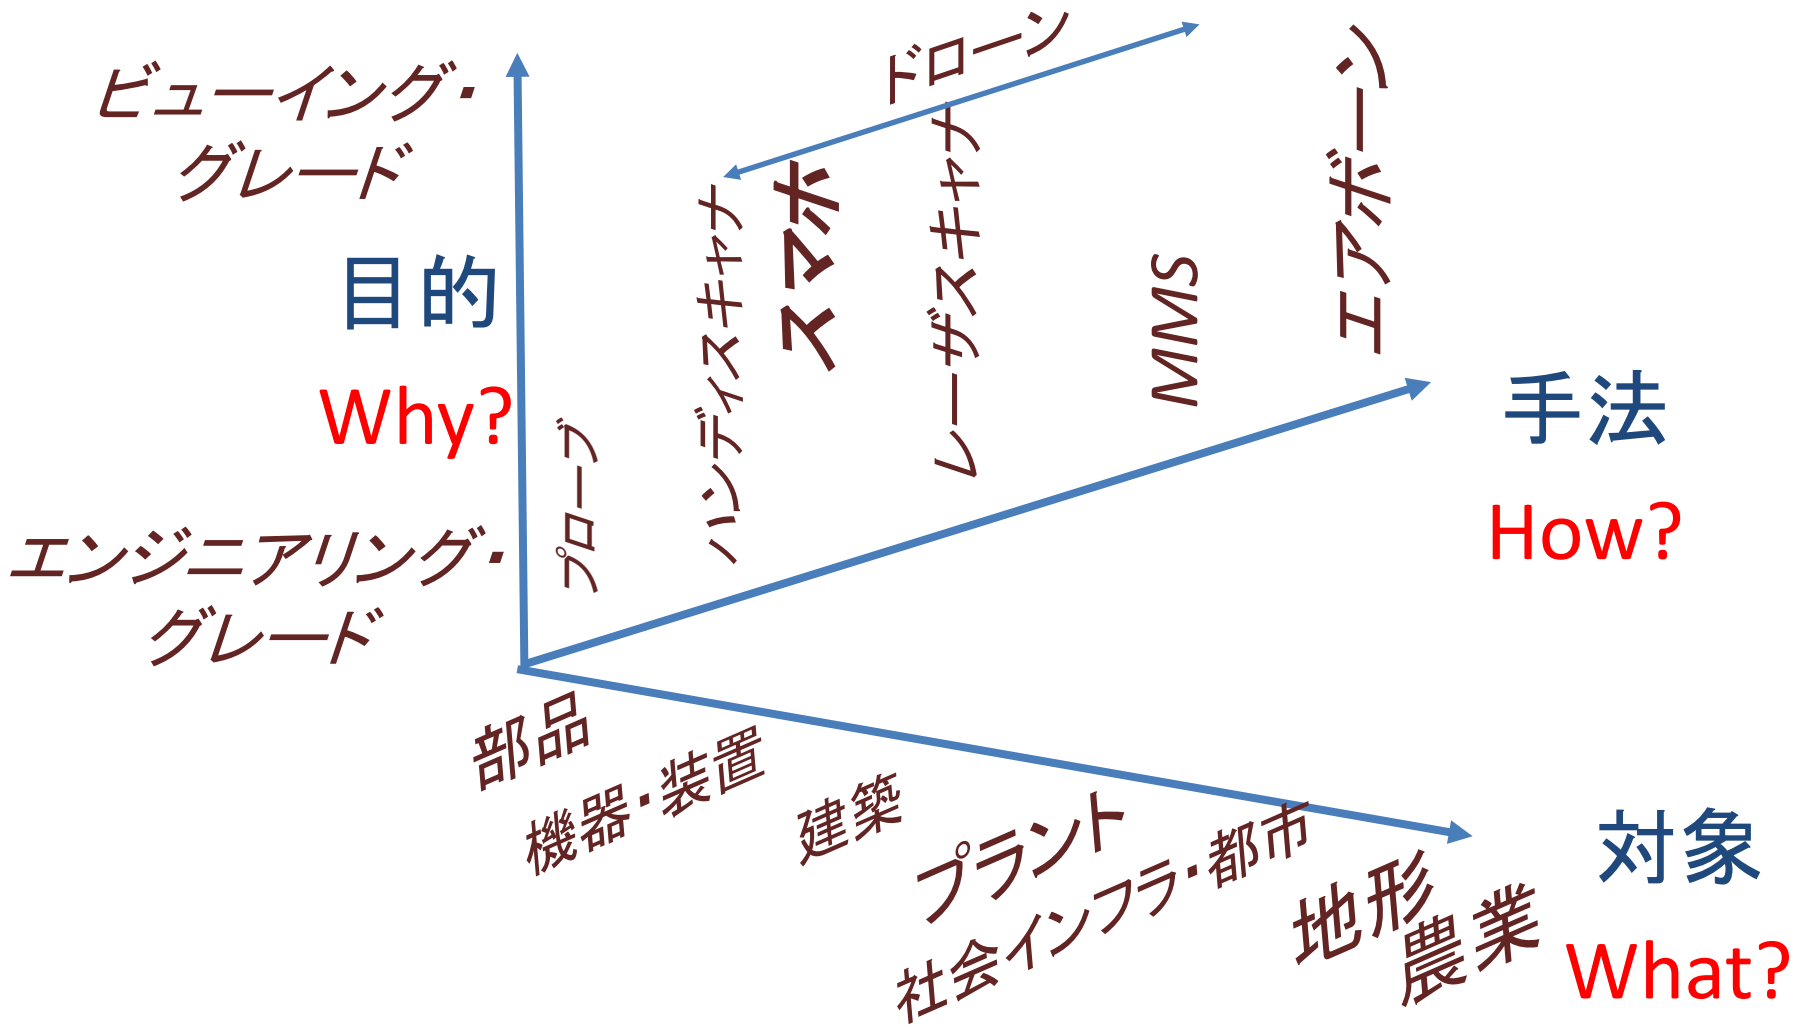 ビューイング・
グレード
目的
Why?
エンジニアリング・
グレード
プローブ
ハンディスキャナ
スマホ
ドローン
レーザスキャナ
MMS
エアボーン
手法
How?
部品
機器・装置
建築
プラント
社会インフラ・都市
地形
農業
対象
What?